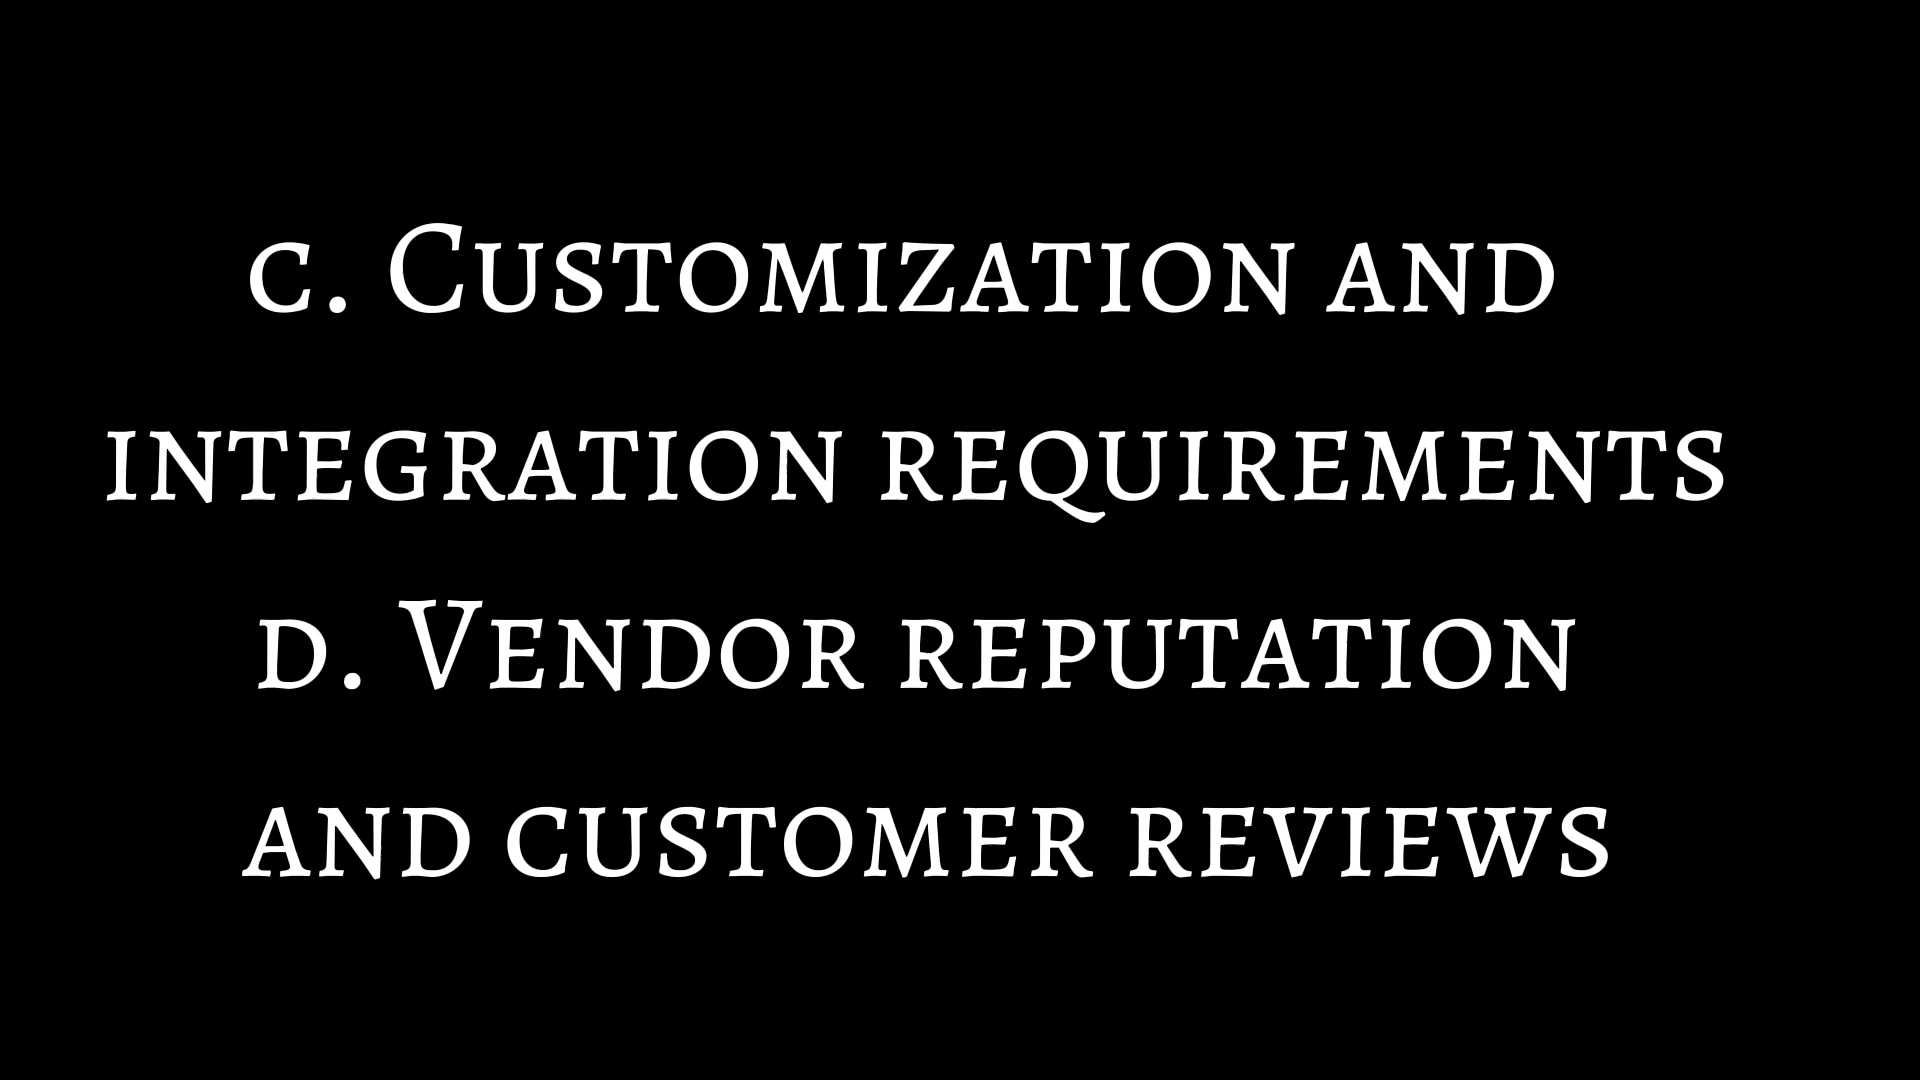 c. Customization and
integration requirements
d. Vendor reputation
and customer reviews